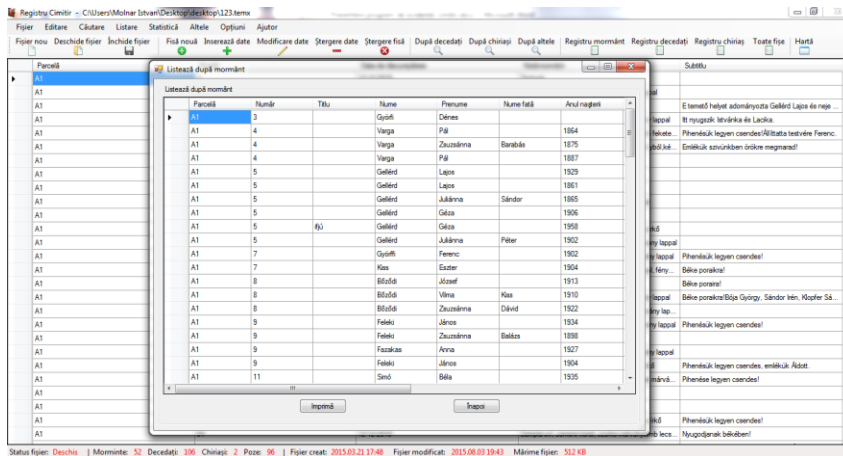 Registru Cimitir - C:\Users\Molnar Istvan\Desktop\desktop\123.temx
Fișier Editare Căutare Listare Statistică Altele Opțiuni Ajutor
Fișier nou Deschide fișier Închide fișier Fisă nouă Inserează date Modificare date Ștergere date Ștergere fisă După decedați După chiriași După altele Registru mormânt Registru decedați Registru chiriaș Toate fișe Hartă
Parcelă Subtitlu
Listează după mormânt
Listează după mormânt
Parcelă Număr Titlu Nume Prenume Nume fată Anul nașterii
A1 3 Györfi Dénes
A1 4 Varga Pál 1864
A1 4 Varga Zsuzsánna Barabás 1875
A1 4 Varga Pál 1887
A1 5 Gellérd Lajos 1929
A1 5 Gellérd Lajos 1861
A1 5 Gellérd Juliánna Sándor 1865
A1 5 Gellérd Géza 1906
A1 5 ifjú Gellérd Géza 1958
A1 5 Gellérd Juliánna Péter 1902
A1 7 Györffi Ferenc 1902
A1 7 Kiss Eszter 1904
A1 8 Bőződi József 1913
A1 8 Bőződi Vilma Kiss 1910
A1 8 Bőződi Zsuzsánna Dávid 1922
A1 9 Feleki János 1934
A1 9 Feleki Zsuzsánna Balázs 1898
A1 9 Fazakas Anna 1927
A1 9 Feleki János 1904
A1 11 Simó Béla 1935
Imprimă Înapoi
E temető helyet adományozta Gellérd Lajos és neje ...
Itt nyugszik Istvánka és Lacika.
Pihenésük legyen csendes!Állíttatta testvére Ferenc.
Emlékük szivünkben örökre megmarad!
Pihenésük legyen csendes!
Béke poraikra!
Béke poraira!
Béke poraikra!Bója György, Sándor Irén, Klopfer Sá...
Pihenésük legyen csendes!
Pihenésük legyen csendes, emlékük Áldott.
Pihenése legyen csendes!
Pihenésük legyen csendes!
Nyugodjanak békében!
Status fișier: Deschis | Morminte: 52 Decedați: 106 Chiriași: 2 Poze: 96 | Fișier creat: 2015.03.21 17:48 Fișier modificat: 2015.08.03 19:43 Mărime fișier: 512 KB